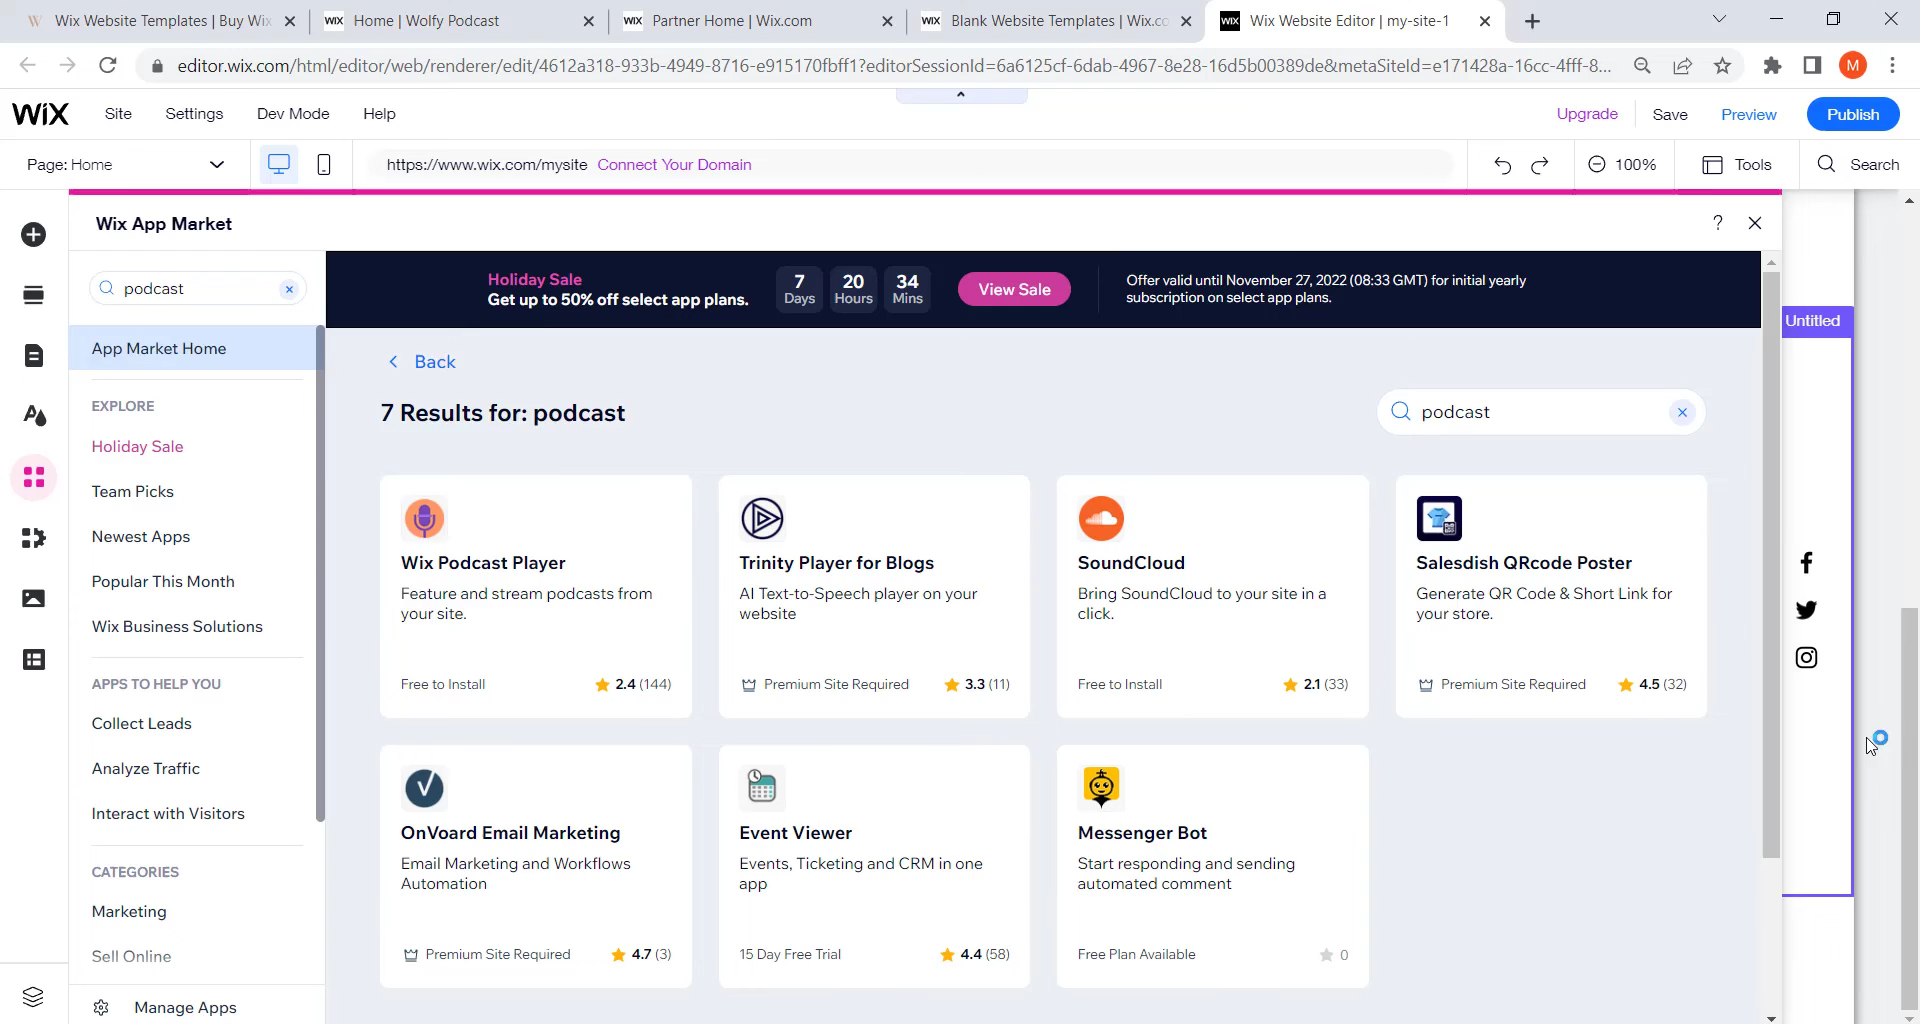 Wix Website Templates | Buy Wix
WIX Home | Wolfy Podcast
WIX Partner Home | Wix.com
WIX Blank Website Templates | Wix.co
WIX Wix Website Editor | my-site-1
editor.wix.com/html/editor/web/renderer/edit/4612a318-933b-4949-8716-e915170fbff1?editorSessionId=6a6125cf-6dab-4967-8e28-16d5b00389de&metaSiteId=e171428a-16cc-4fff-8...
M
WiX Site Settings Dev Mode Help Upgrade Save Preview Publish
Page: Home https://www.wix.com/mysite Connect Your Domain 100% Tools Search
Wix App Market ?
podcast
App Market Home
EXPLORE
Holiday Sale
Team Picks
Newest Apps
Popular This Month
Wix Business Solutions
APPS TO HELP YOU
Collect Leads
Analyze Traffic
Interact with Visitors
CATEGORIES
Marketing
Sell Online
Manage Apps
Holiday Sale
Get up to 50% off select app plans.
7 20 34
Days Hours Mins
View Sale
Offer valid until November 27, 2022 (08:33 GMT) for initial yearly
subscription on select app plans.
Back
7 Results for: podcast
podcast
Wix Podcast Player
Feature and stream podcasts from
your site.
Free to Install 2.4 (144)
Trinity Player for Blogs
AI Text-to-Speech player on your
website
Premium Site Required 3.3 (11)
SoundCloud
Bring SoundCloud to your site in a
click.
Free to Install 2.1 (33)
Salesdish QRcode Poster
Generate QR Code & Short Link for
your store.
Premium Site Required 4.5 (32)
OnVoard Email Marketing
Email Marketing and Workflows
Automation
Premium Site Required 4.7 (3)
Event Viewer
Events, Ticketing and CRM in one
app
15 Day Free Trial 4.4 (58)
Messenger Bot
Start responding and sending
automated comment
Free Plan Available 0
Untitled